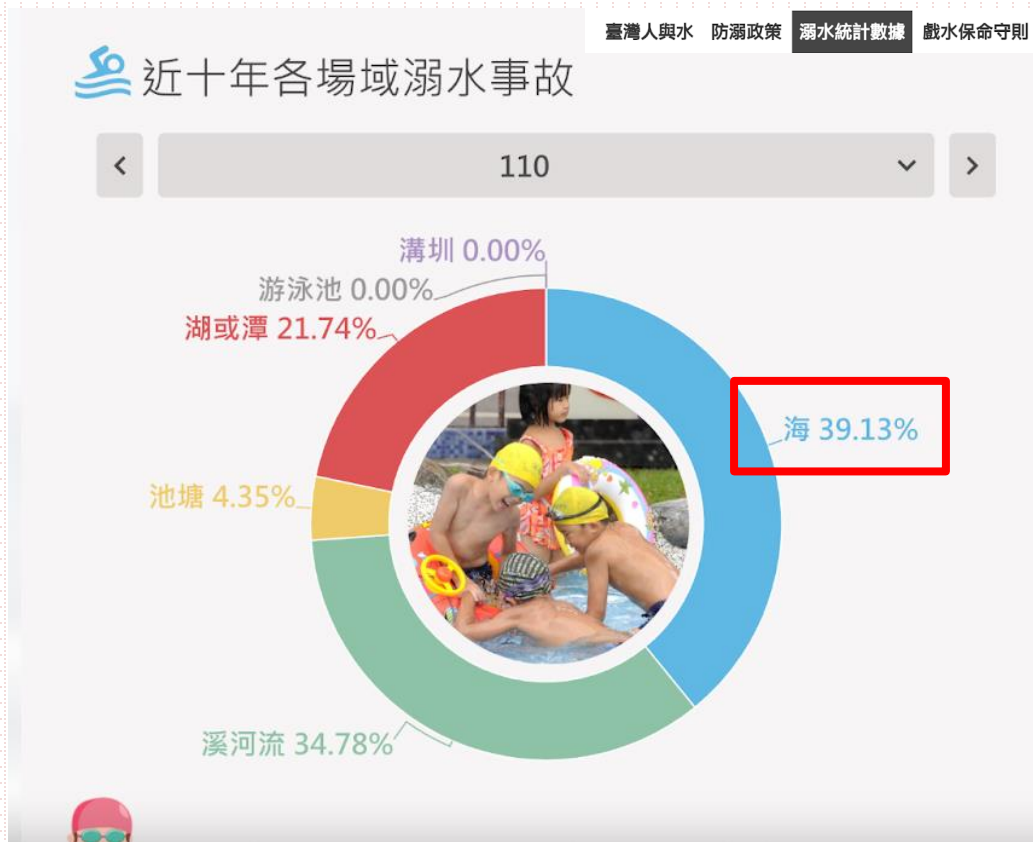 臺灣人與水 防溺政策 溺水統計數據 戲水保命守則
近十年各場域溺水事故
110
溝圳 0.00%
游泳池 0.00%
湖或潭 21.74%
海 39.13%
池塘 4.35%
溪河流 34.78%